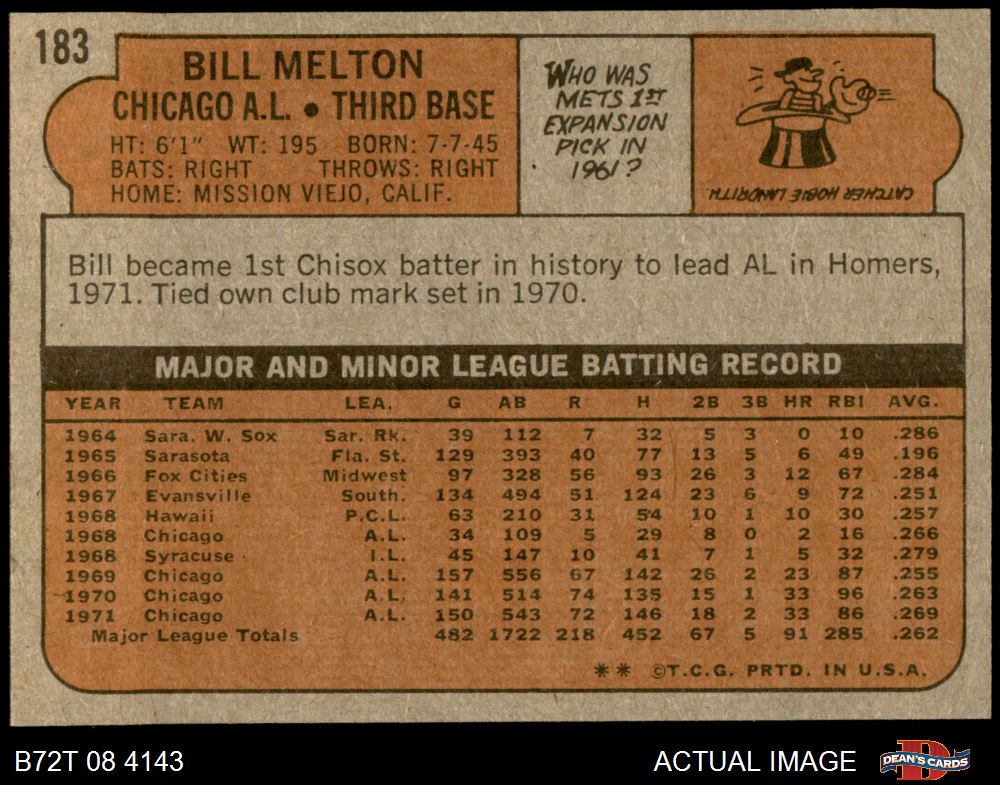 183
BILL MELTON
CHICAGO A.L. • THIRD BASE
HT: 6'1" WT: 195 BORN: 7-7-45
BATS: RIGHT THROWS: RIGHT
HOME: MISSION VIEJO, CALIF.
WHO WAS
METS 1ST
EXPANSION
PICK IN
1961?
CATCHER HOBIE LANDRITH.
Bill became 1st Chisox batter in history to lead AL in Homers,
1971. Tied own club mark set in 1970.
MAJOR AND MINOR LEAGUE BATTING RECORD
YEAR TEAM LEA. G AB R H 2B 3B HR RBI AVG.
1964 Sara. W. Sox Sar. Rk. 39 112 7 32 5 3 0 10 .286
1965 Sarasota Fla. St. 129 393 40 77 13 5 6 49 .196
1966 Fox Cities Midwest 97 328 56 93 26 3 12 67 .284
1967 Evansville South. 134 494 51 124 23 6 9 72 .251
1968 Hawaii P.C.L. 63 210 31 54 10 1 10 30 .257
1968 Chicago A.L. 34 109 5 29 8 0 2 16 .266
1968 Syracuse I.L. 45 147 10 41 7 1 5 32 .279
1969 Chicago A.L. 157 556 67 142 26 2 23 87 .255
1970 Chicago A.L. 141 514 74 135 15 1 33 96 .263
1971 Chicago A.L. 150 543 72 146 18 2 33 86 .269
Major League Totals 482 1722 218 452 67 5 91 285 .262
** ©T.C.G. PRTD. IN U.S.A.
B72T 08 4143
ACTUAL IMAGE
D
DEAN'S CARDS